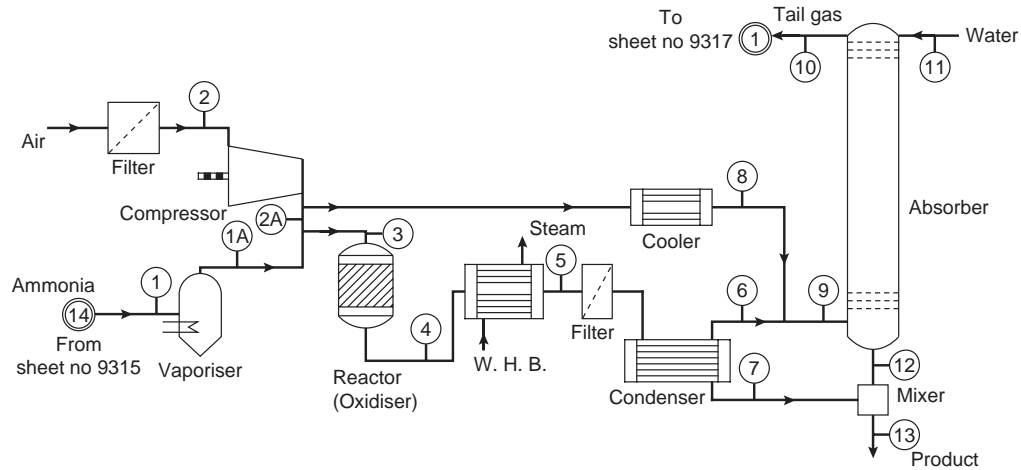 To
sheet no 9317
1
Tail gas
10
11
Water
2
Air
Filter
Compressor
2A
1A
3
8
Cooler
Absorber
Steam
5
Ammonia
1
14
From
sheet no 9315
Vaporiser
4
Reactor
(Oxidiser)
W. H. B.
Filter
6
9
Condenser
7
12
Mixer
13
Product